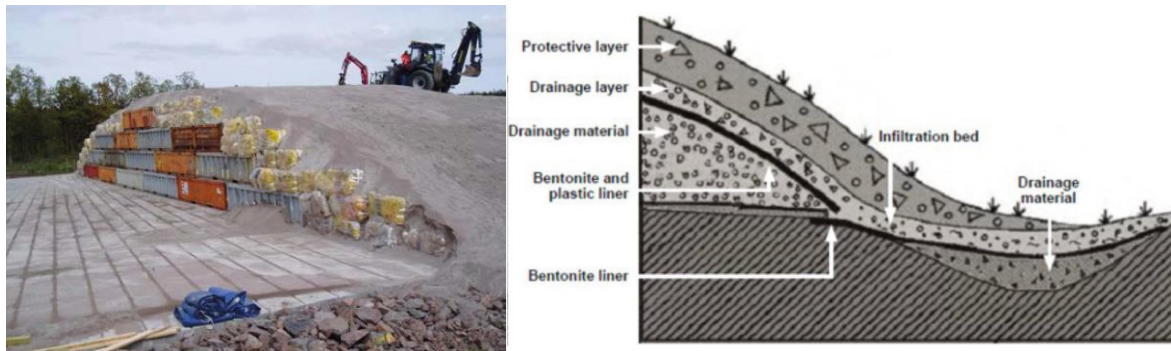 Protective layer
Drainage layer
Drainage material
Bentonite and
plastic liner
Bentonite liner
Infiltration bed
Drainage
material